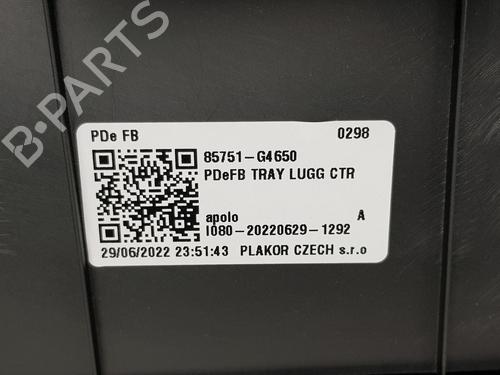 B-PARTS
PDe FB 0298
85751-G4650
PDeFB TRAY LUGG CTR
apolo A
I080-20220629-1292
29/06/2022 23:51:43 PLAKOR CZECH s.r.o